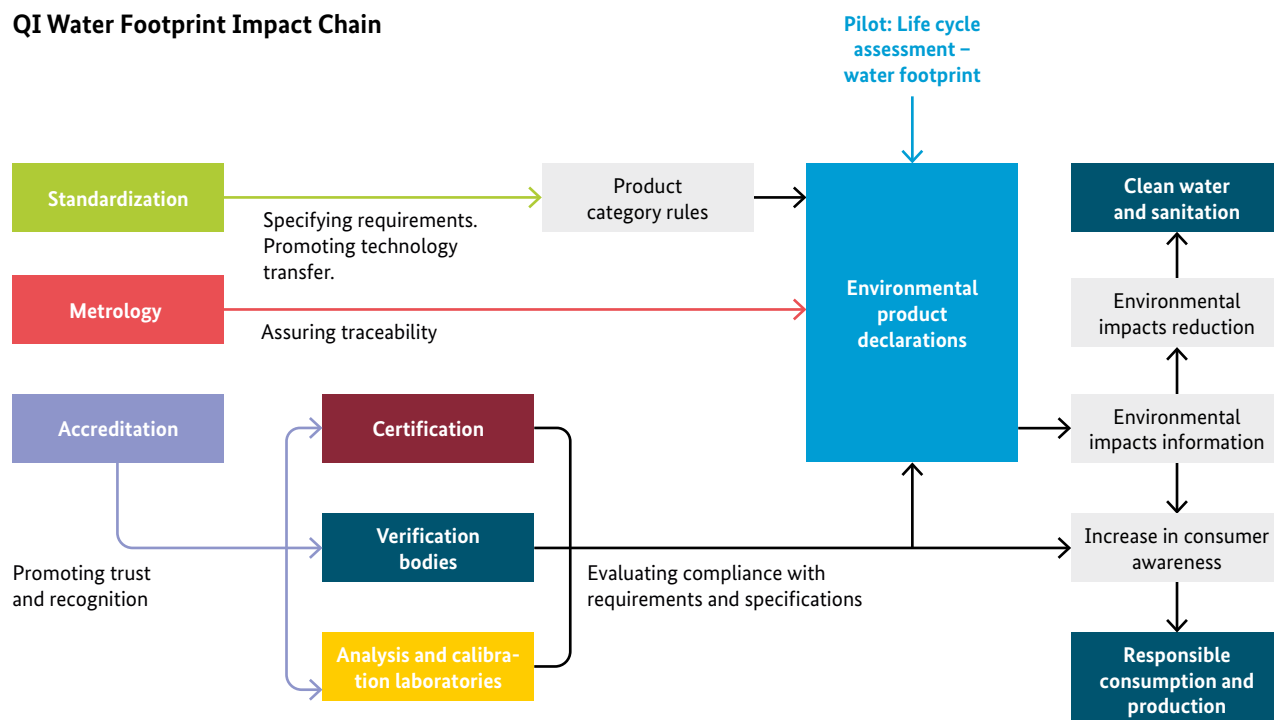 QI Water Footprint Impact Chain
Pilot: Life cycle
assessment –
water footprint
Standardization
Specifying requirements.
Promoting technology
transfer.
Product
category rules
Metrology
Assuring traceability
Environmental
product
declarations
Clean water
and sanitation
Environmental
impacts reduction
Environmental
impacts information
Increase in consumer
awareness
Responsible
consumption and
production
Accreditation
Promoting trust
and recognition
Certification
Verification
bodies
Analysis and calibra-
tion laboratories
Evaluating compliance with
requirements and specifications